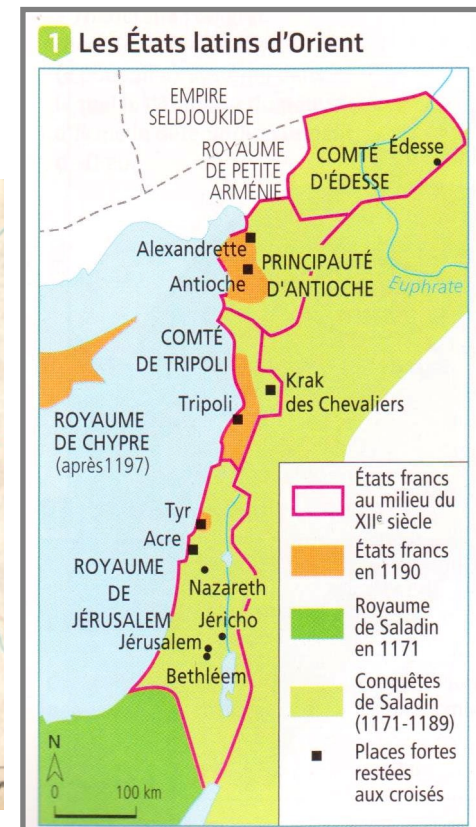 1 Les États latins d'Orient
EMPIRE
SELDJOUKIDE
ROYAUME
DE PETITE
ARMÉNIE
COMTÉ
D'ÉDESSE
Édesse
Alexandrette
Antioche
PRINCIPAUTÉ
D'ANTIOCHE
Euphrate
COMTÉ
DE TRIPOLI
Tripoli
Krak
des Chevaliers
ROYAUME
DE CHYPRE
(après1197)
Tyr
Acre
ROYAUME
DE
JÉRUSALEM
Nazareth
Jéricho
Jérusalem
Bethléem
N
0 100 km
États francs
au milieu du
XIIe siècle
États francs
en 1190
Royaume
de Saladin
en 1171
Conquêtes
de Saladin
(1171-1189)
Places fortes
restées
aux croisés